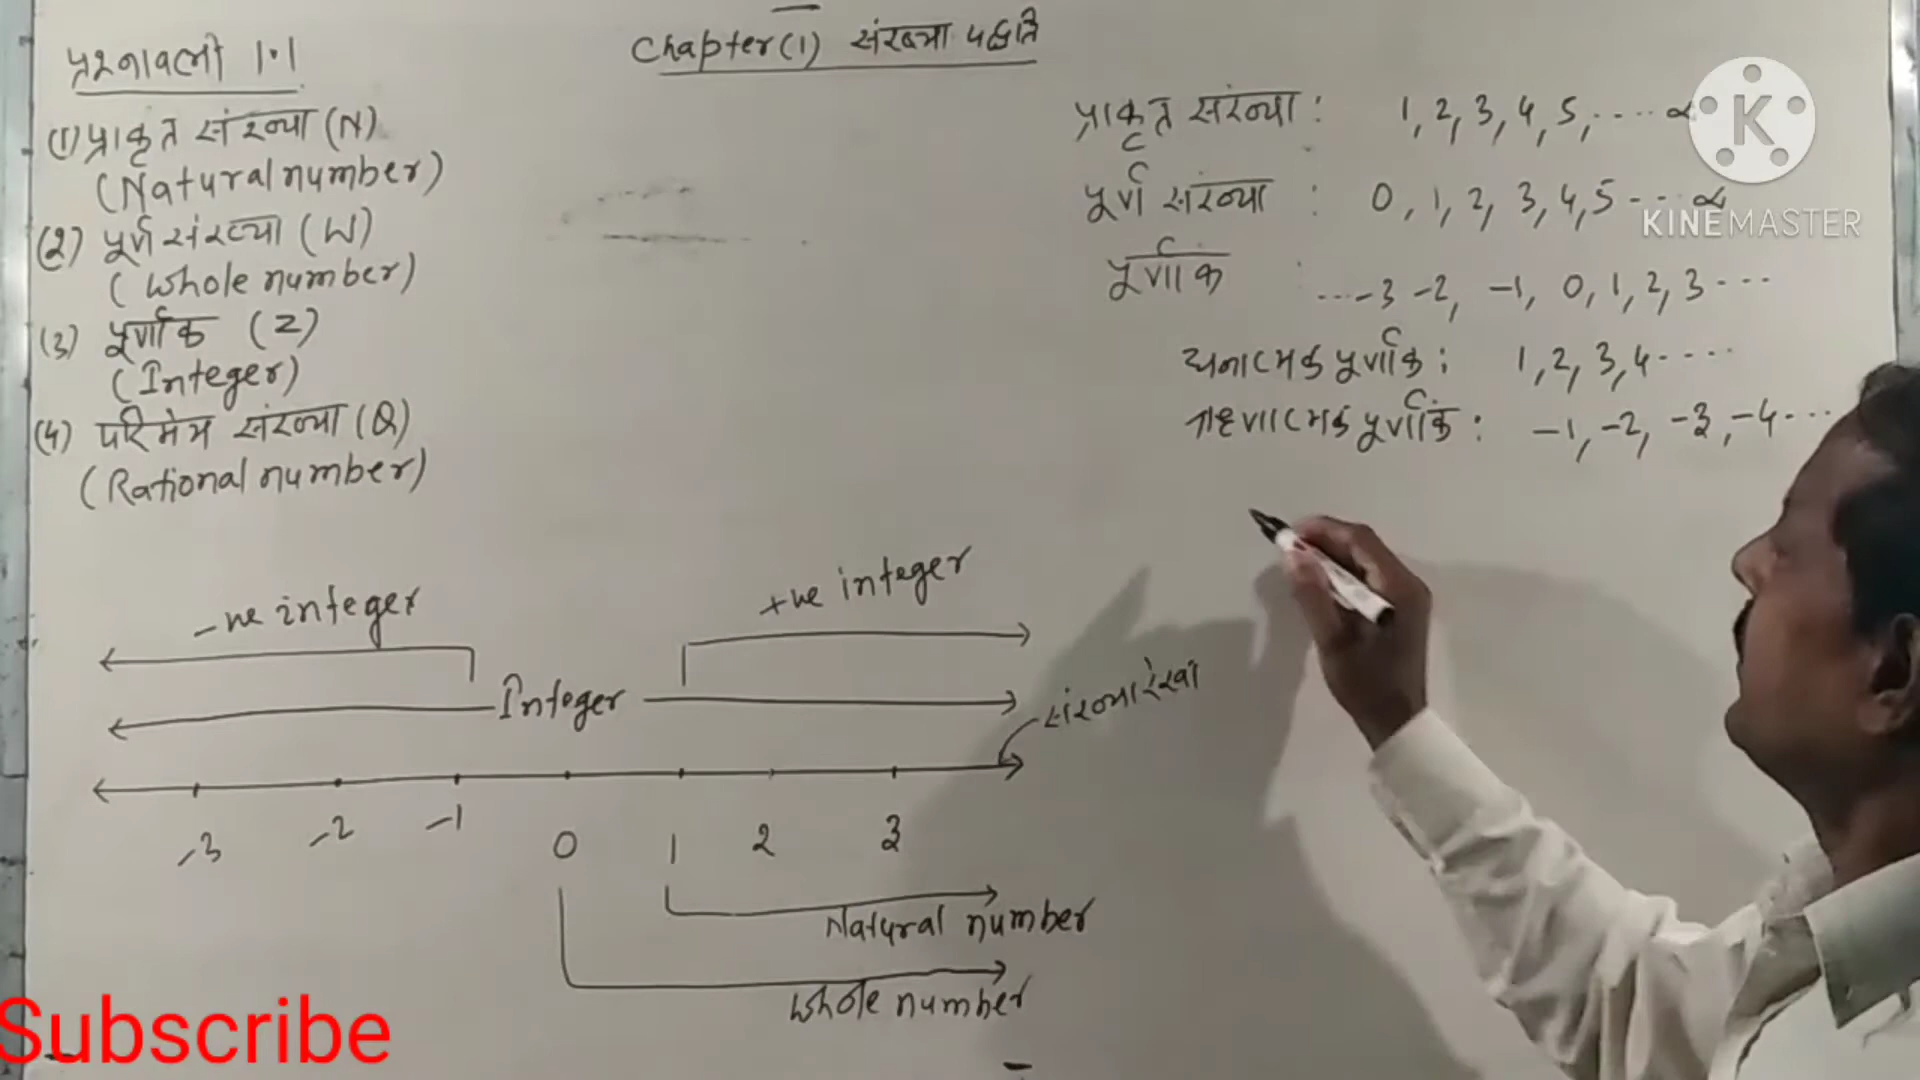 Chapter (1) संख्या पद्धति
प्रश्नावली 1.1
(1) प्राकृत संख्या (N)
(Natural number)
(2) पूर्ण संख्या (W)
(Whole number)
(3) पूर्णांक (Z)
(Integer)
(4) परिमेय संख्या (Q)
(Rational number)
प्राकृत संख्या : 1, 2, 3, 4, 5, .... ∝
पूर्ण संख्या : 0, 1, 2, 3, 4, 5 --- ∝
पूर्णांक : ---3 -2, -1, 0, 1, 2, 3 ---
धनात्मक पूर्णांक : 1, 2, 3, 4 ----
ऋणात्मक पूर्णांक : -1, -2, -3, -4 ---
K
KINEMASTER
-ve integer
+ve integer
Integer
संख्या रेखा
-3 -2 -1 0 1 2 3
Natural number
Whole number
Subscribe